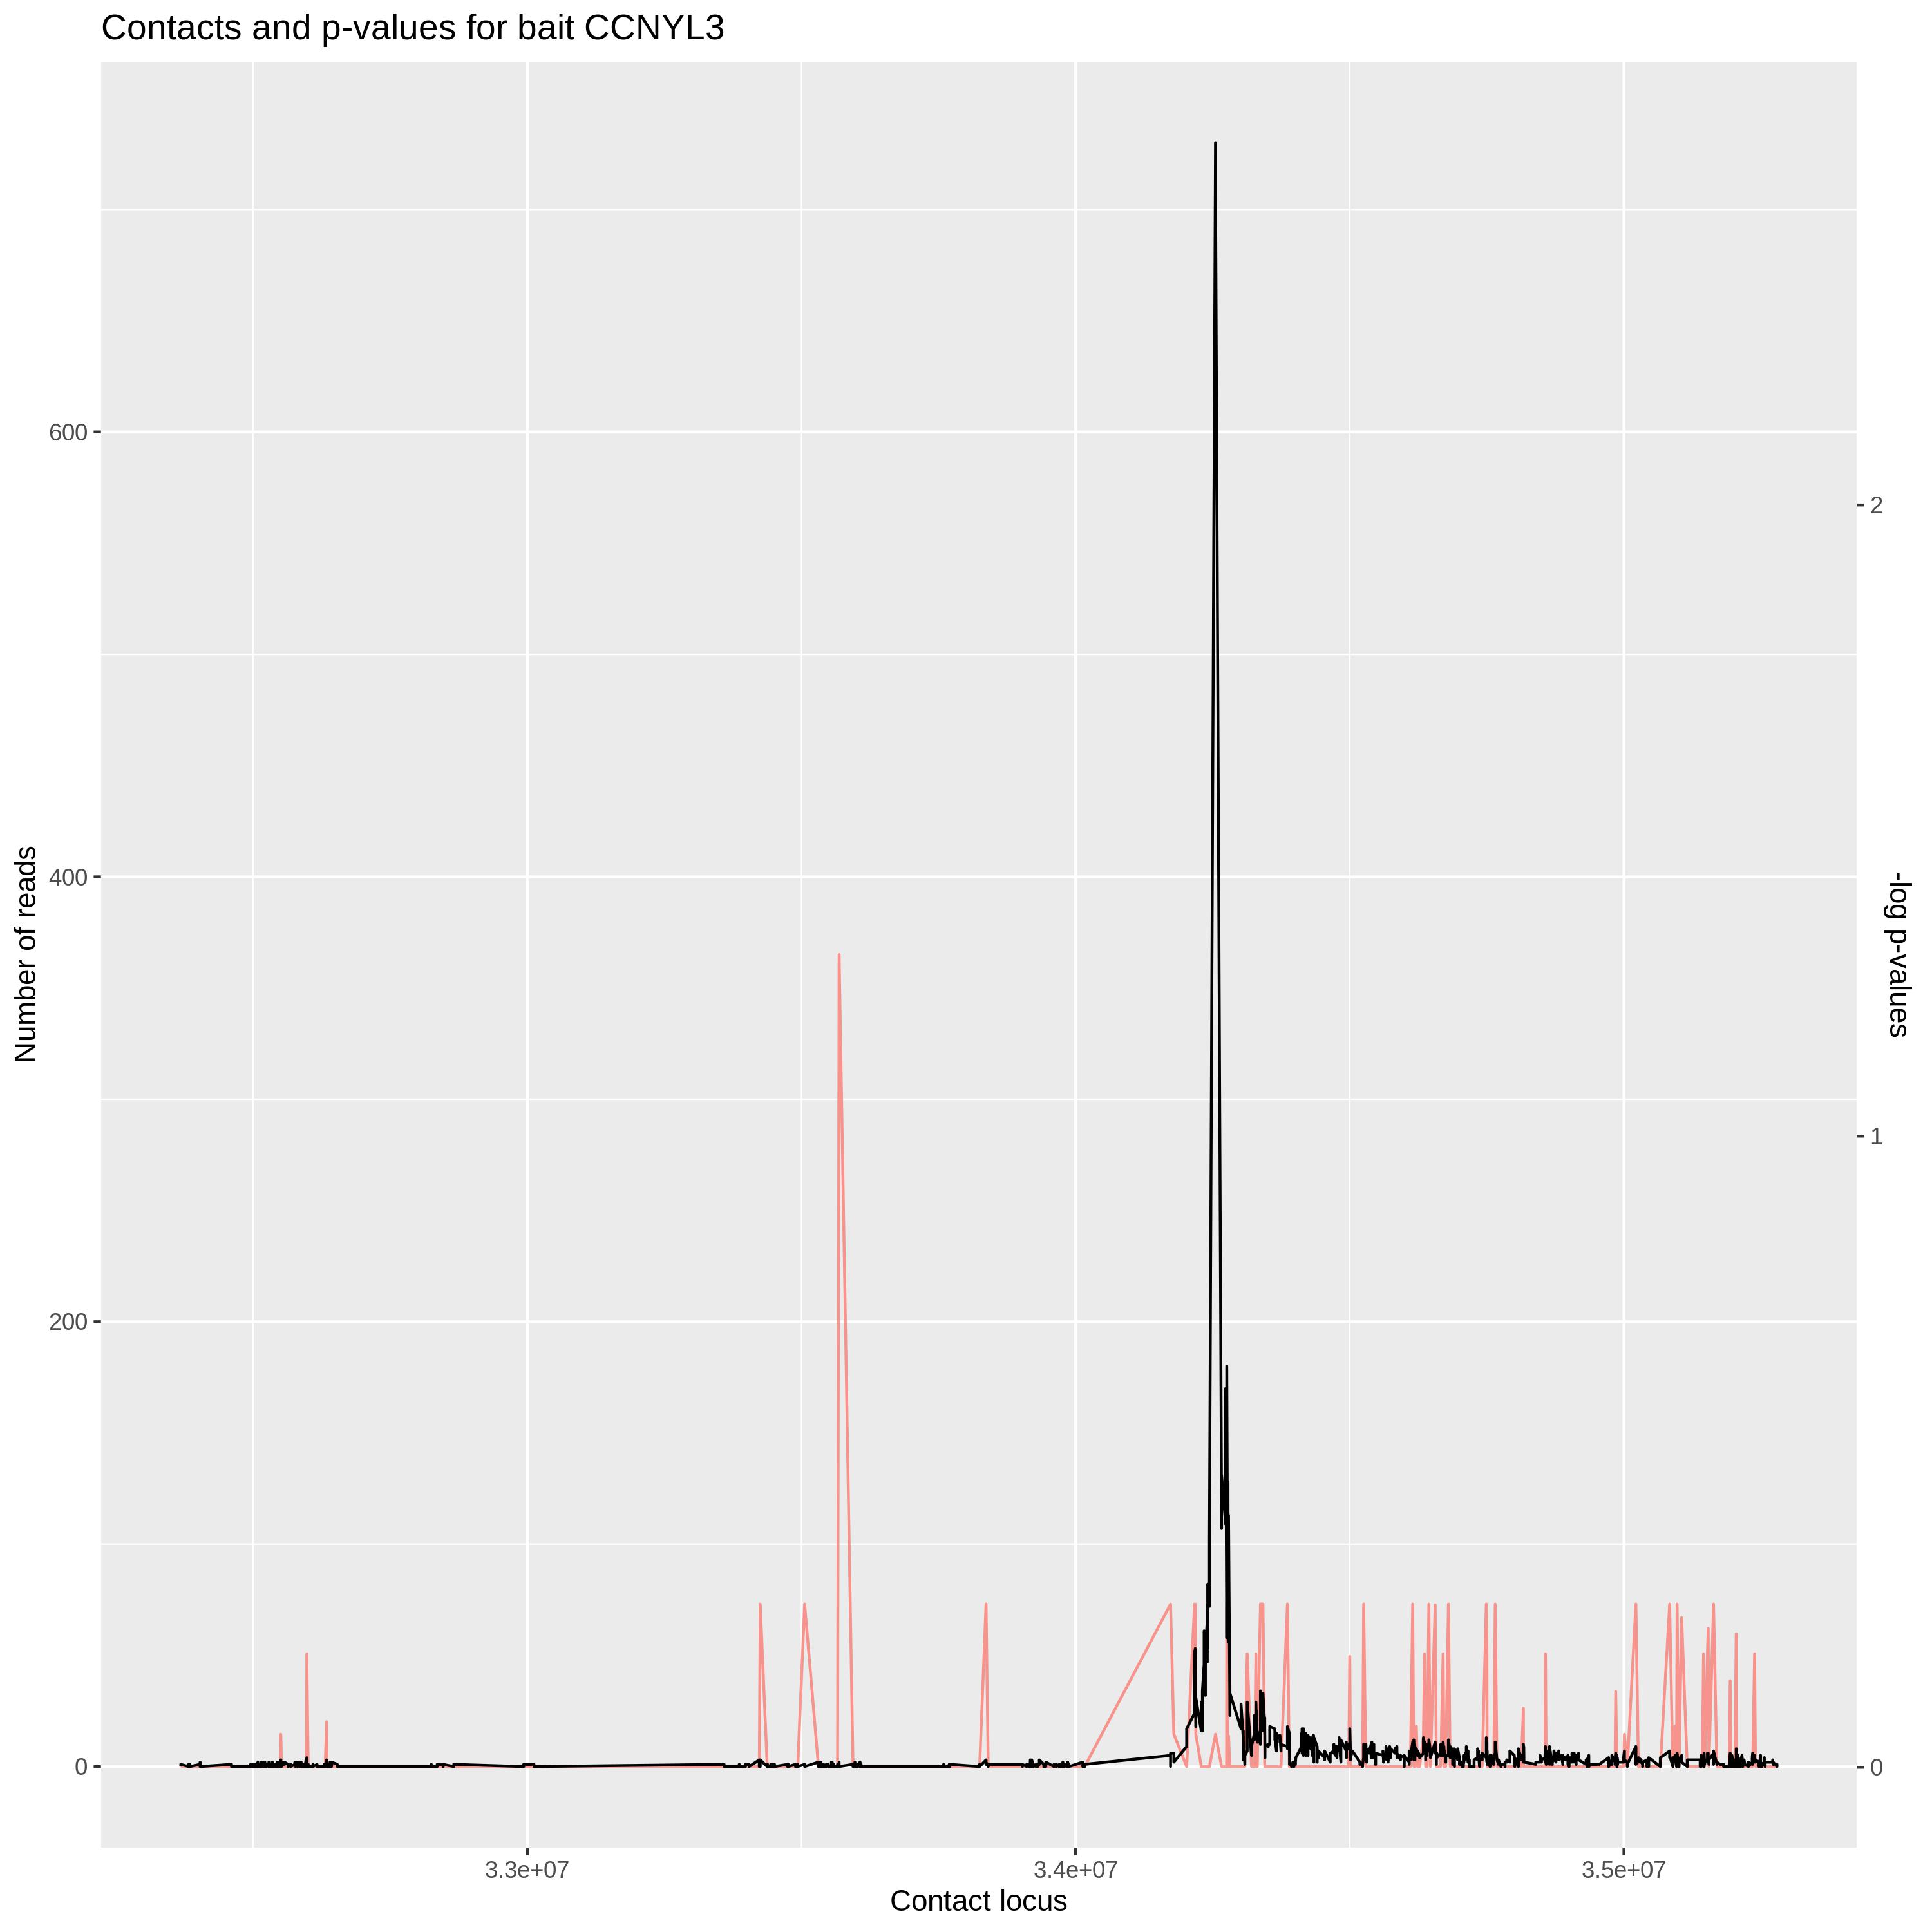 Contacts and p-values for bait CCNYL3
600
400
200
0
Number of reads
2
1
0
-log p-values
3.3e+07
3.4e+07
3.5e+07
Contact locus